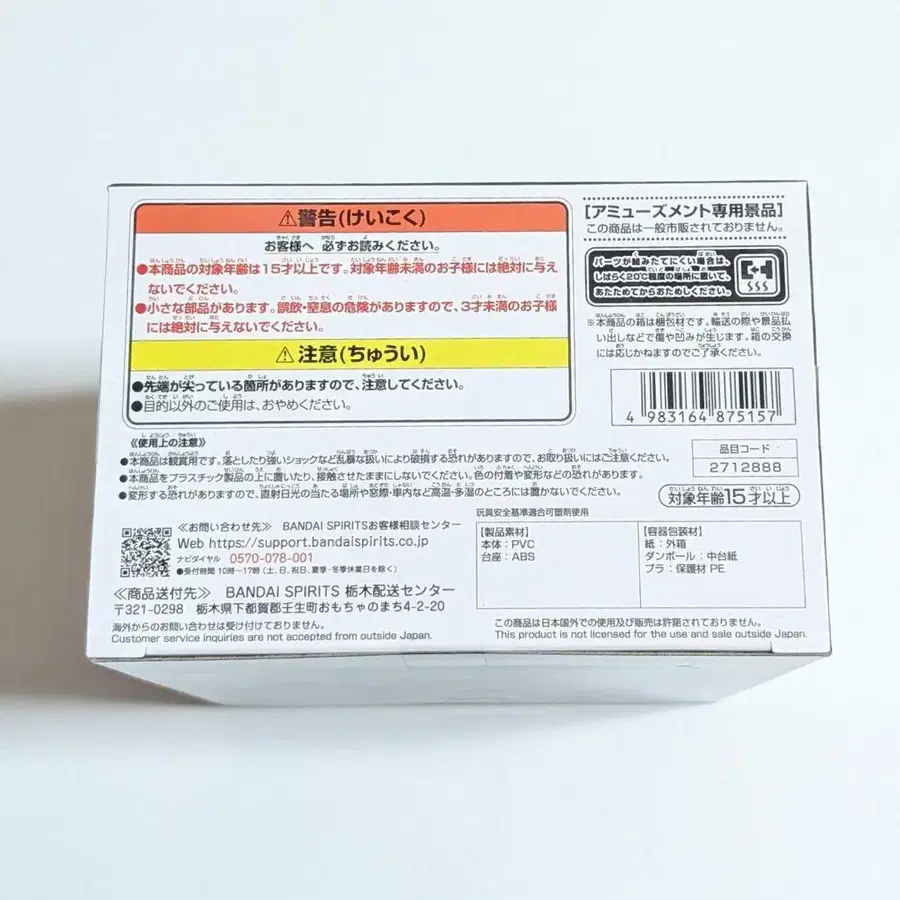 ⚠警告(けいこく)
お客様へ 必ずお読みください。
●本商品の対象年齢は15才以上です。対象年齢未満のお子様には絶対に与え
ないでください。
●小さな部品があります。誤飲・窒息の危険がありますので、3才未満のお子様
には絶対に与えないでください。
⚠注意(ちゅうい)
●先端が尖っている箇所がありますので、注意してください。
●目的以外のご使用は、おやめください。
[アミューズメント専用景品]
この商品は一般市販されておりません。
パーツが組みたてにくい場合は、
しばらく20℃程度の場所に置いて、
あたためてからおためしください。
※本商品の箱は梱包材です。輸送の際や景品払
い出しなどで傷や凹みが生じます。箱の交換
には応じかねますのでご了承ください。
4 983164 875157
品目コード
2712888
対象年齢15才以上
《使用上の注意》
●本商品は観賞用です。落としたり強いショックなど乱暴な扱いにより破損する恐れがありますので、お取り扱いにはご注意ください。
●本商品をプラスチック製品の上に置いたり、接触させたままにしないでください。色の付着や変形などの恐れがあります。
●変形する恐れがありますので、直射日光の当たる場所や窓際・車内など高温・多湿のところには置かないでください。
≪お問い合わせ先≫ BANDAI SPIRITSお客様相談センター
Web https://support.bandaispirits.co.jp
ナビダイヤル 0570-078-001
●受付時間 10時〜17時(土、日、祝日、夏季・冬季休業日を除く)
≪商品送付先≫ BANDAI SPIRITS 栃木配送センター
〒321-0298 栃木県下都賀郡壬生町おもちゃのまち4-2-20
海外からのお問い合わせは受け付けておりません。
Customer service inquiries are not accepted from outside Japan.
玩具安全基準適合可塑剤使用
【製品素材】
本体:PVC
台座:ABS
【容器包装材】
紙:外箱
ダンボール:中台紙
プラ:保護材 PE
この商品は日本国外での使用及び販売は許諾されておりません。
This product is not licensed for the use and sale outside Japan.